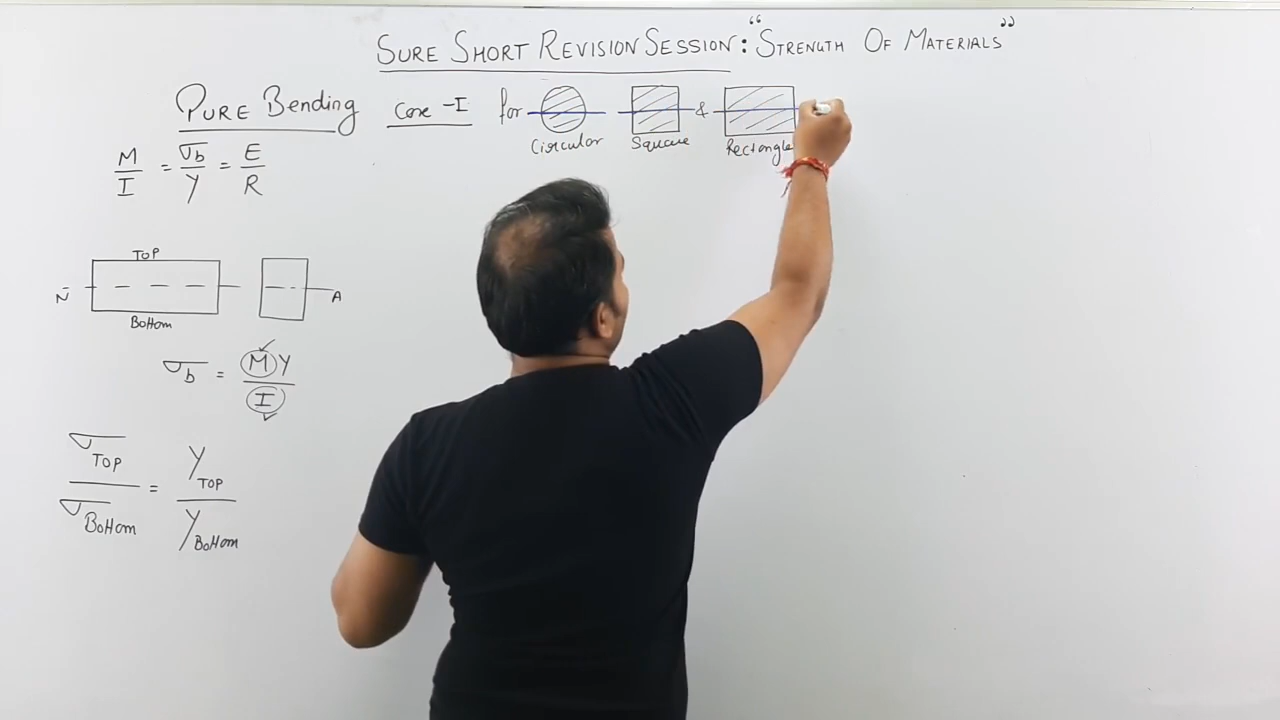 SURE SHORT REVISION SESSION: "STRENGTH OF MATERIALS"
PURE Bending Case -I for Circular Square & Rectangle
M/I = σb/Y = E/R
TOP
N A
Bottom
σb = MY/I
σTOP/σBottom = YTOP/YBottom